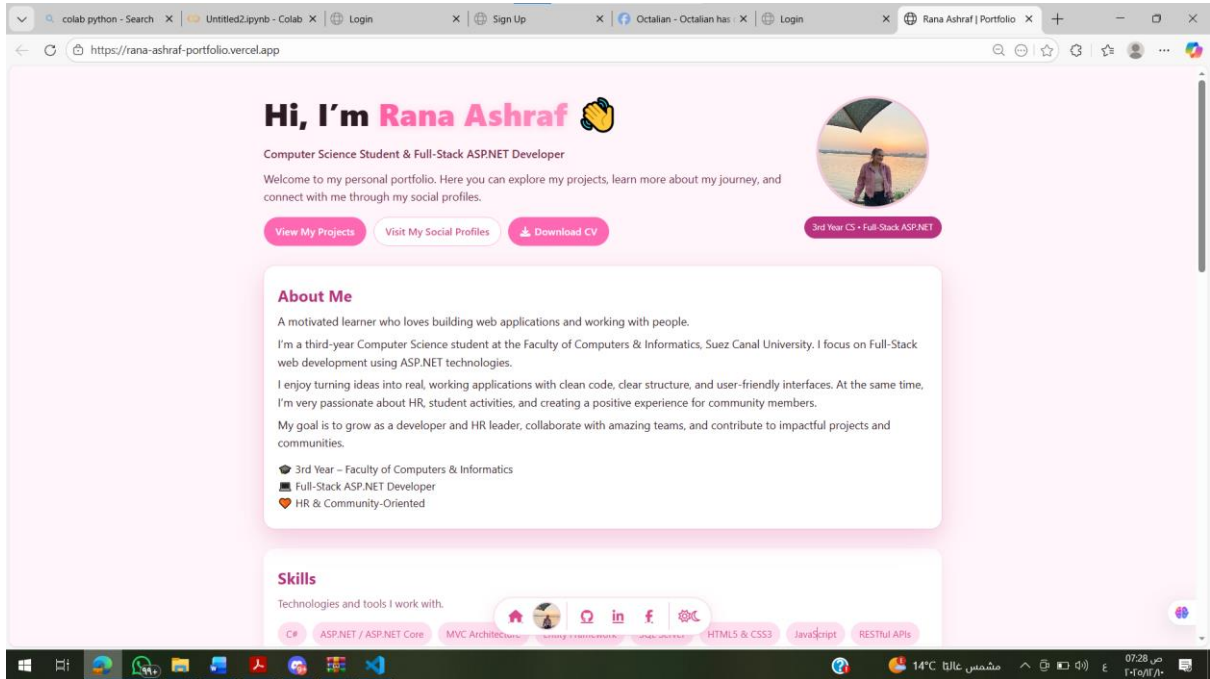 colab python - Search
Untitled2.ipynb - Colab
Login
Sign Up
Octalian - Octalian has
Login
Rana Ashraf | Portfolio
https://rana-ashraf-portfolio.vercel.app
Hi, I’m Rana Ashraf 👋
Computer Science Student & Full-Stack ASP.NET Developer
Welcome to my personal portfolio. Here you can explore my projects, learn more about my journey, and
connect with me through my social profiles.
View My Projects
Visit My Social Profiles
Download CV
3rd Year CS • Full-Stack ASP.NET
About Me
A motivated learner who loves building web applications and working with people.
I’m a third-year Computer Science student at the Faculty of Computers & Informatics, Suez Canal University. I focus on Full-Stack
web development using ASP.NET technologies.
I enjoy turning ideas into real, working applications with clean code, clear structure, and user-friendly interfaces. At the same time,
I’m very passionate about HR, student activities, and creating a positive experience for community members.
My goal is to grow as a developer and HR leader, collaborate with amazing teams, and contribute to impactful projects and
communities.
🎓 3rd Year – Faculty of Computers & Informatics
💻 Full-Stack ASP.NET Developer
🧡 HR & Community-Oriented
Skills
Technologies and tools I work with.
C#
ASP.NET / ASP.NET Core
MVC Architecture
HTML5 & CSS3
JavaScript
RESTful APIs
14°C مشمس غالبًا
ع
07:28 ص